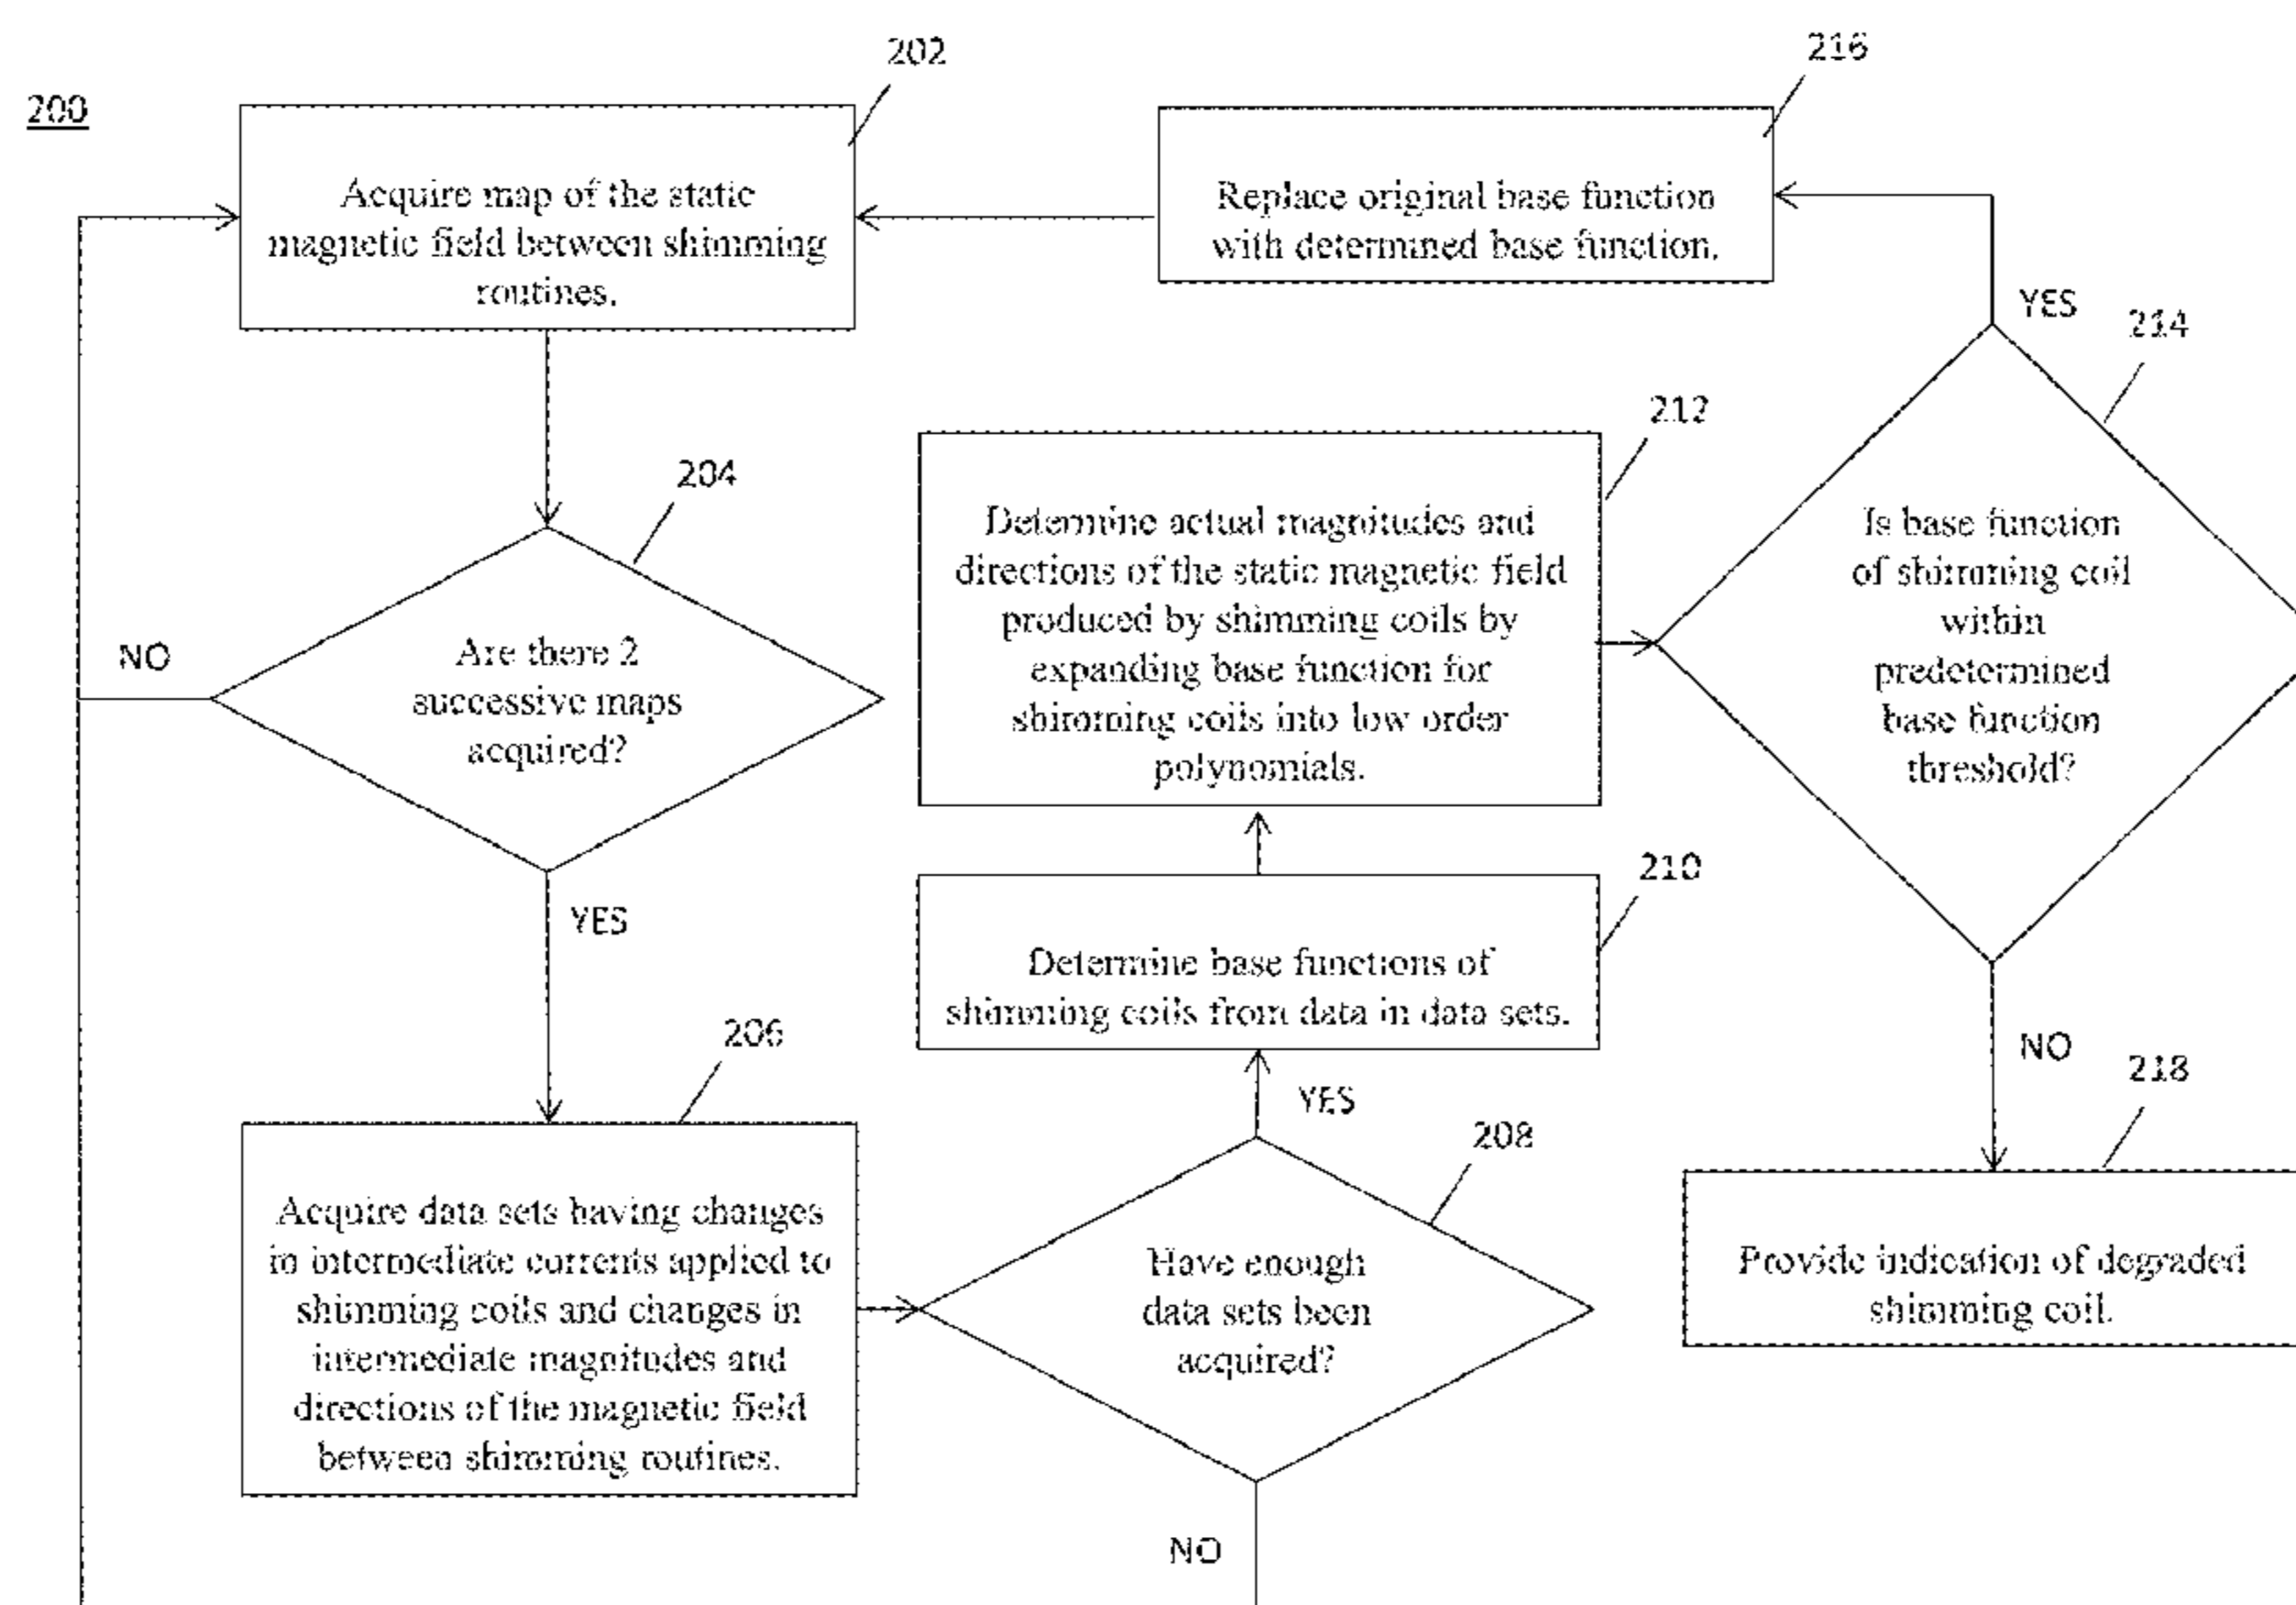 200
202
Acquire map of the static
magnetic field between shimming
routines.
216
Replace original base function
with determined base function.
204
Are there 2
successive maps
acquired?
NO
YES
206
Acquire data sets having changes
in intermediate currents applied to
shimming coils and changes in
intermediate magnitudes and
directions of the magnetic field
between shimming routines.
208
Have enough
data sets been
acquired?
NO
YES
210
Determine base functions of
shimming coils from data in data sets.
212
Determine actual magnitudes and
directions of the static magnetic field
produced by shimming coils by
expanding base function for
shimming coils into low order
polynomials.
214
Is base function
of shimming coil
within
predetermined
base function
threshold?
YES
NO
218
Provide indication of degraded
shimming coil.